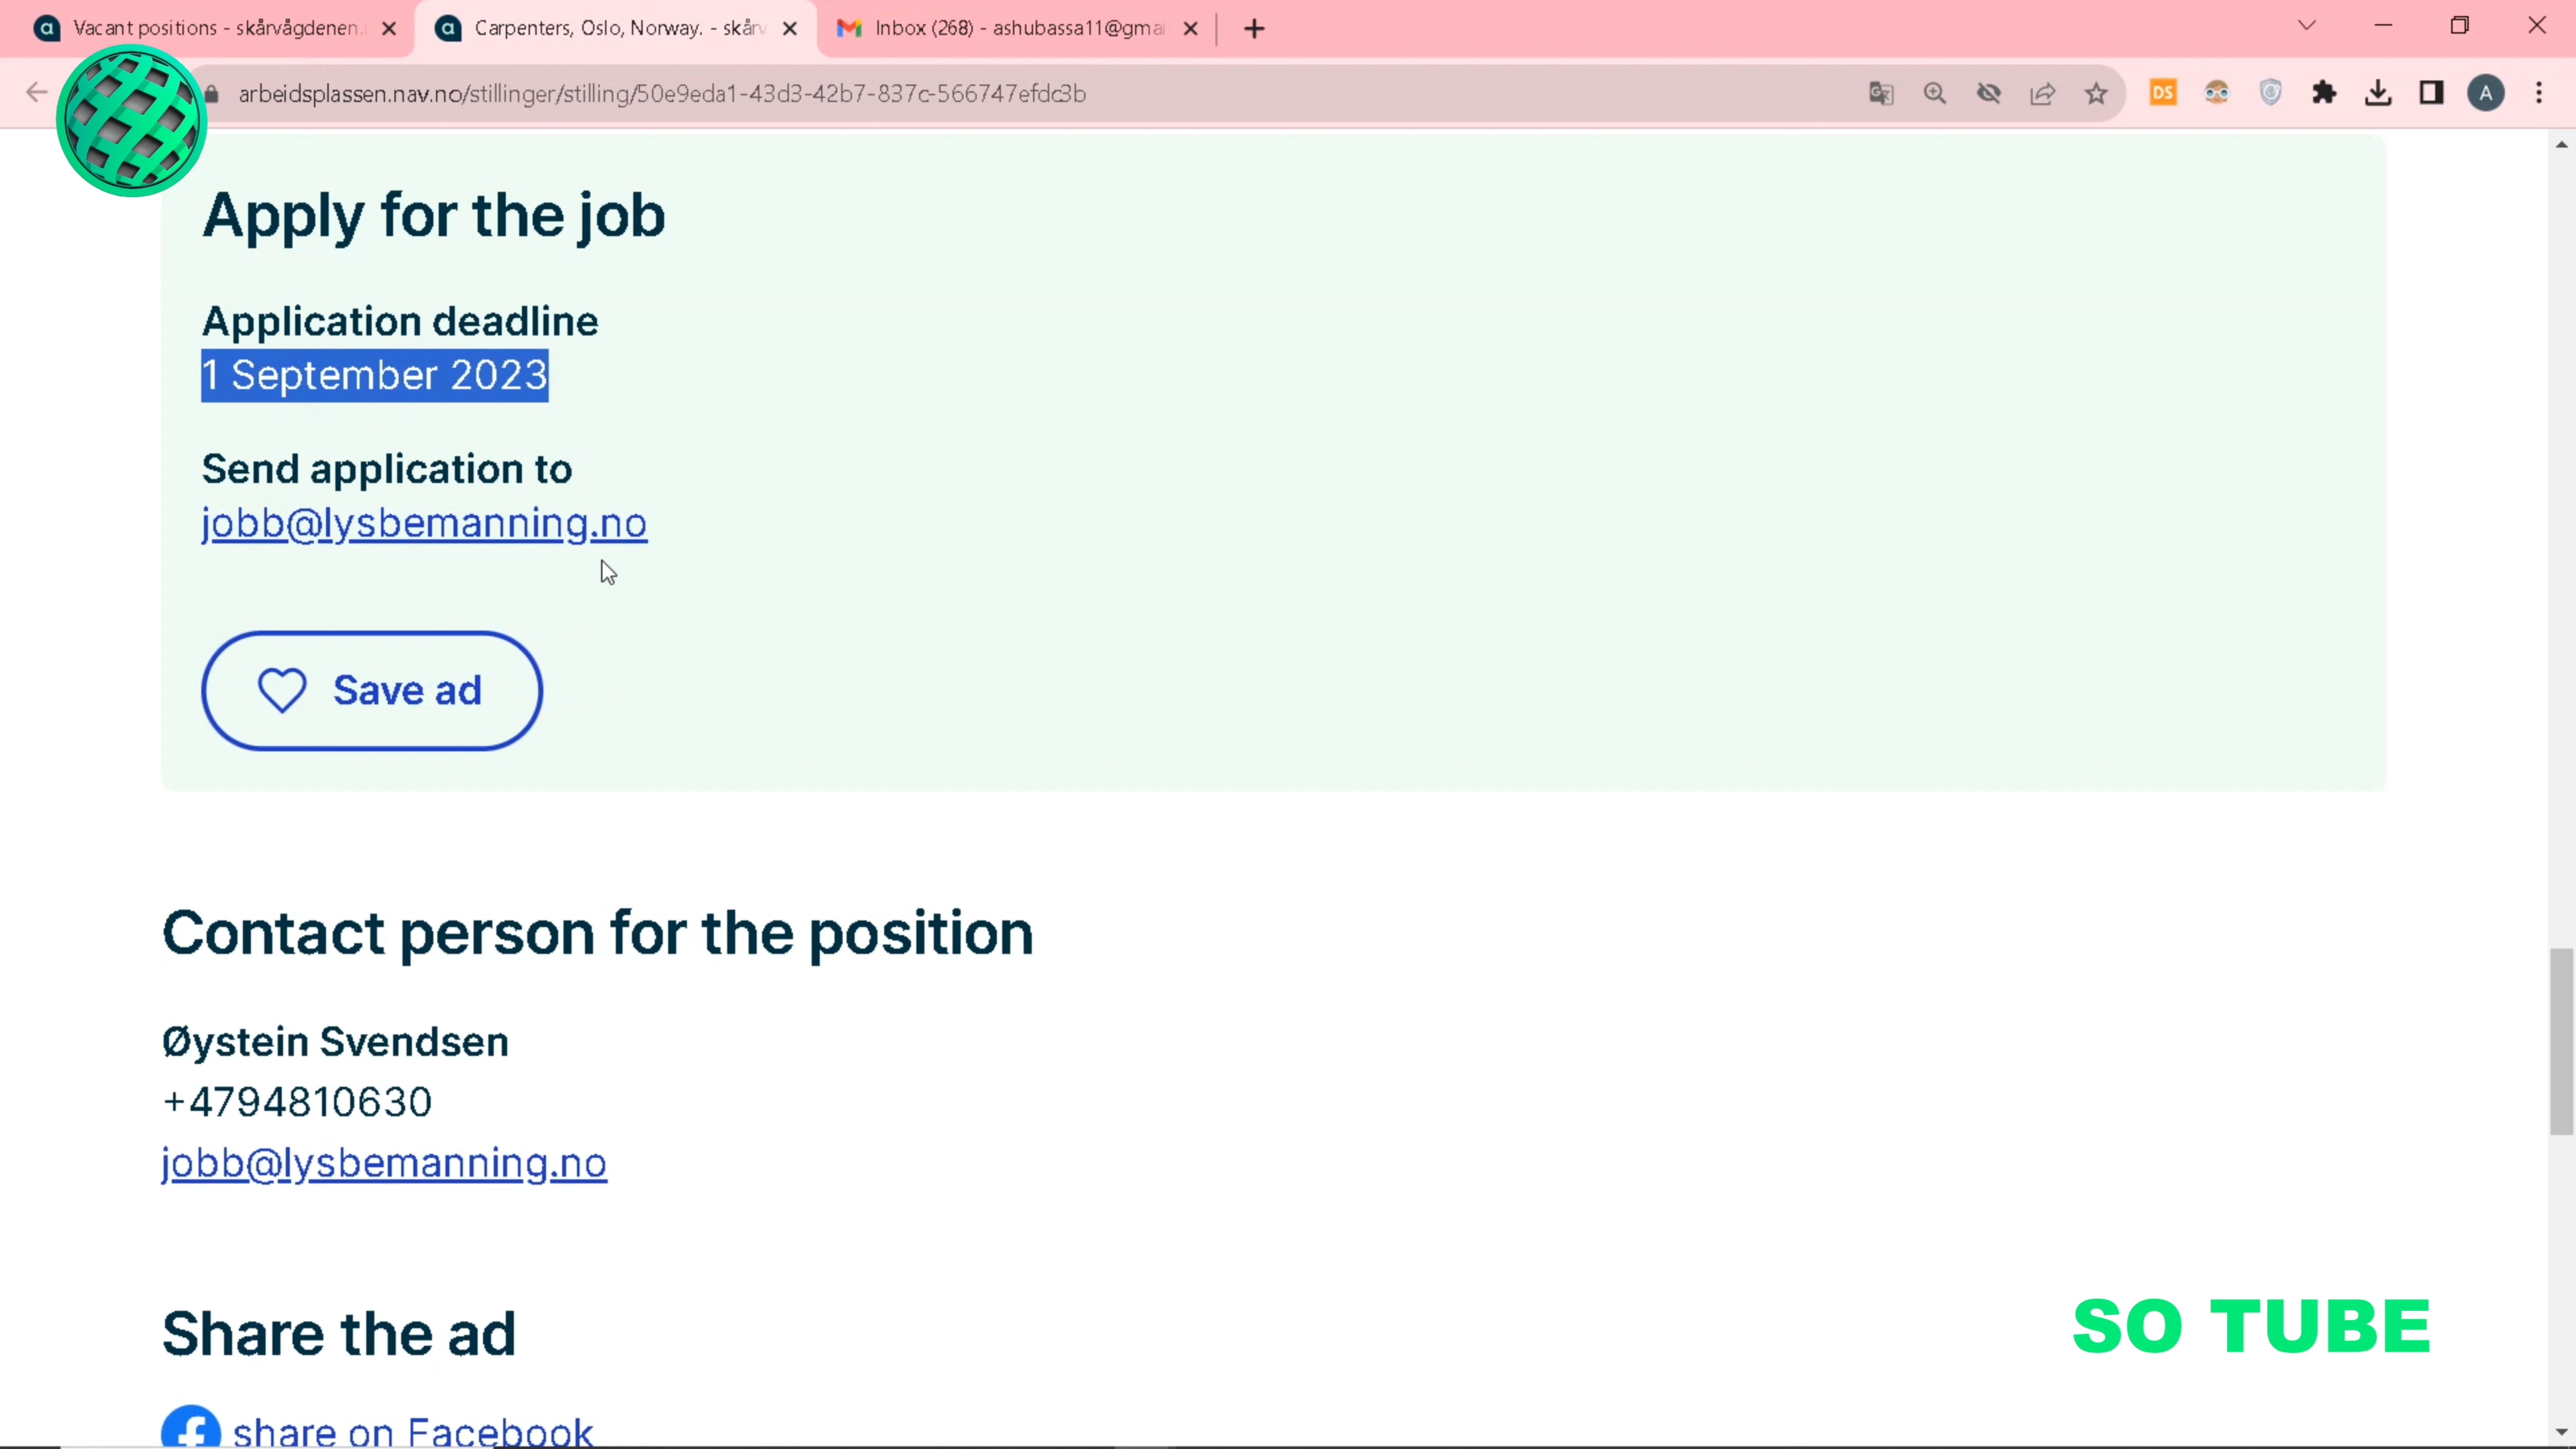 Vacant positions - skårvågdenen.
Carpenters, Oslo, Norway. - skårv
Inbox (268) - ashubassa11@gmai
arbeidsplassen.nav.no/stillinger/stilling/50e9eda1-43d3-42b7-837c-566747efdc3b
DS
A
Apply for the job
Application deadline
1 September 2023
Send application to
jobb@lysbemanning.no
Save ad
Contact person for the position
Øystein Svendsen
+4794810630
jobb@lysbemanning.no
Share the ad
share on Facebook
SO TUBE